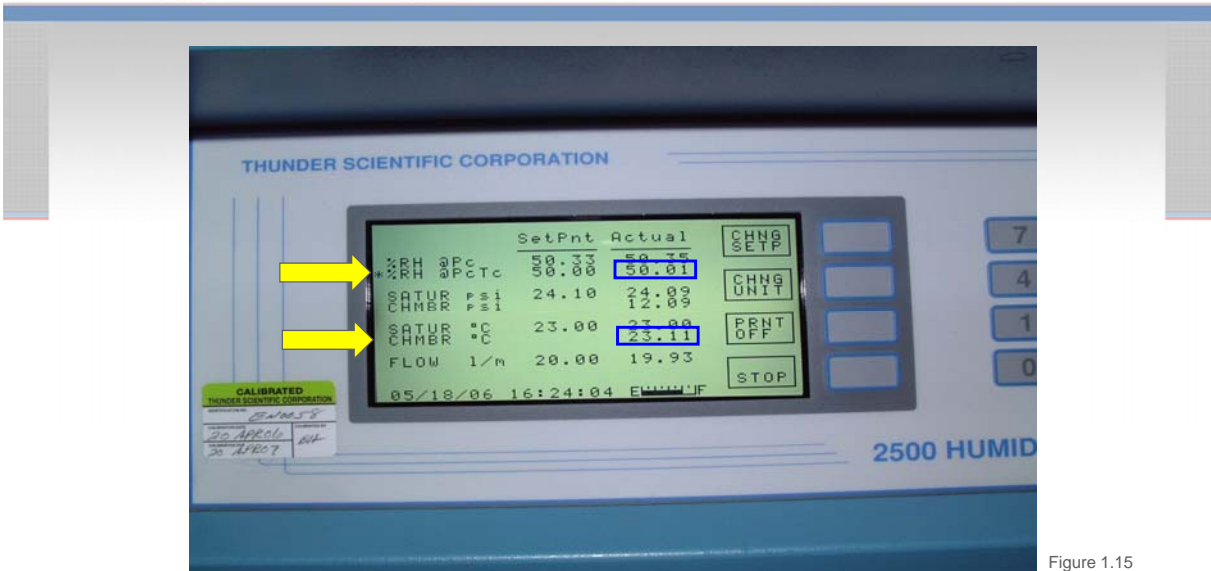 THUNDER SCIENTIFIC CORPORATION
SetPnt Actual
%RH @Pc 50.33 50.35
*%RH @PcTc 50.00 50.01
SATUR psi 24.10 24.09
CHMBR psi 12.09
SATUR °C 23.00 23.00
CHMBR °C 23.11
FLOW l/m 20.00 19.93
05/18/06 16:24:04 E F
CHNG
SETP
CHNG
UNIT
PRNT
OFF
STOP
7
4
1
0
CALIBRATED
THUNDER SCIENTIFIC CORPORATION
EN0058
20 APR06
20 APR07
2500 HUMID
Figure 1.15